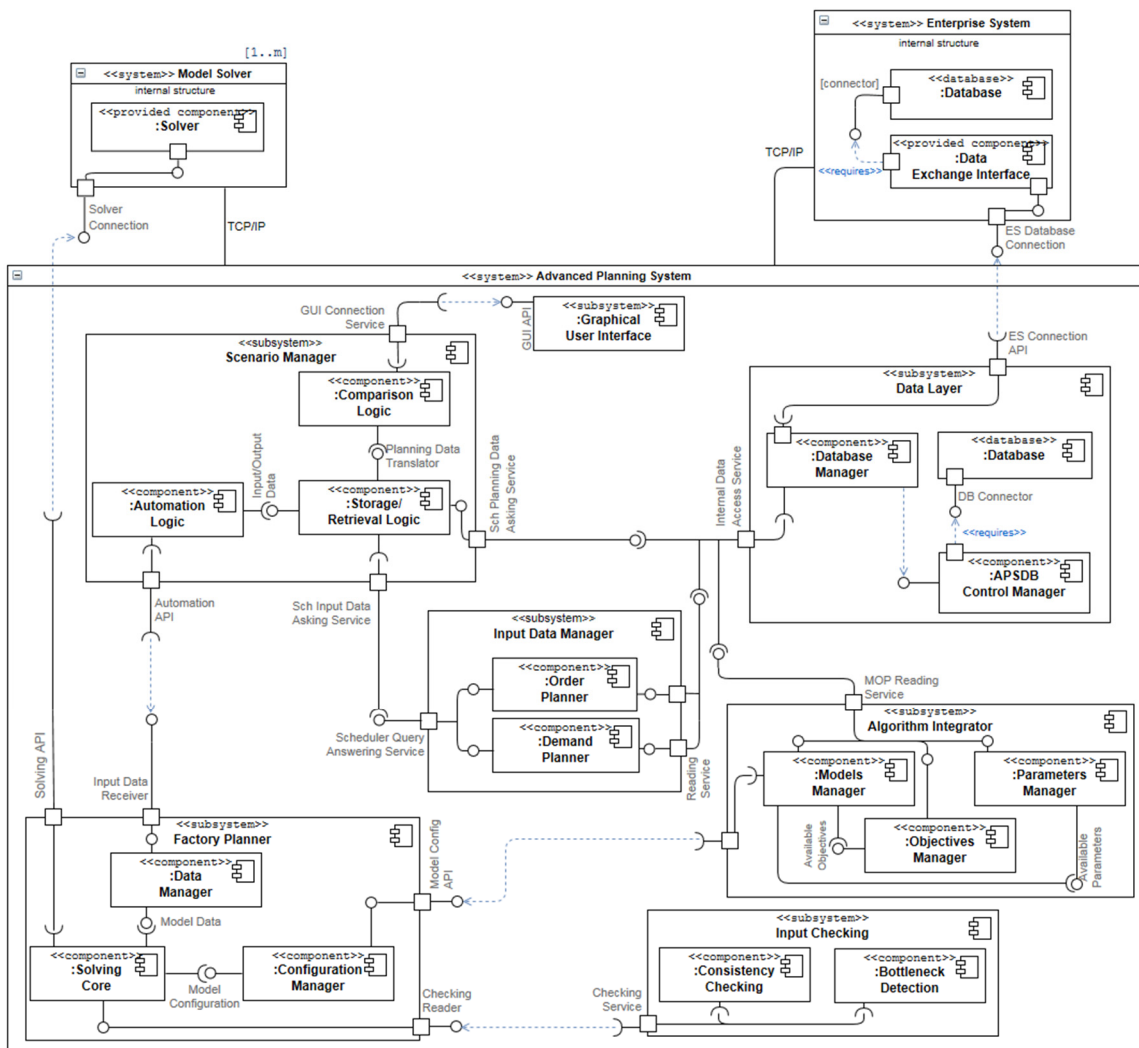 [1..m]
<<system>> Model Solver
internal structure
<<provided component>>
:Solver
Solver
Connection
TCP/IP
<<system>> Enterprise System
internal structure
[connector]
<<database>>
:Database
<<provided component>>
:Data
Exchange Interface
<<requires>>
TCP/IP
ES Database
Connection
<<system>> Advanced Planning System
GUI Connection
Service
GUI API
<<subsystem>>
:Graphical
User Interface
<<subsystem>>
Scenario Manager
<<component>>
:Comparison
Logic
Planning Data
Translator
Input/Output
Data
<<component>>
:Automation
Logic
<<component>>
:Storage/
Retrieval Logic
Sch Planning Data
Asking Service
Automation
API
Sch Input Data
Asking Service
ES Connection
API
<<subsystem>>
Data Layer
Internal Data
Access Service
<<component>>
:Database
Manager
<<database>>
:Database
DB Connector
<<requires>>
<<component>>
:APSDB
Control Manager
<<subsystem>>
Input Data Manager
<<component>>
:Order
Planner
<<component>>
:Demand
Planner
Scheduler Query
Answering Service
Reading
Service
MOP Reading
Service
<<subsystem>>
Algorithm Integrator
<<component>>
:Models
Manager
<<component>>
:Parameters
Manager
Available
Objectives
<<component>>
:Objectives
Manager
Available
Parameters
Solving API
Input Data
Receiver
<<subsystem>>
Factory Planner
<<component>>
:Data
Manager
Model Data
Model Config
API
<<component>>
:Solving
Core
Model
Configuration
<<component>>
:Configuration
Manager
Checking
Reader
<<subsystem>>
Input Checking
<<component>>
:Consistency
Checking
<<component>>
:Bottleneck
Detection
Checking
Service